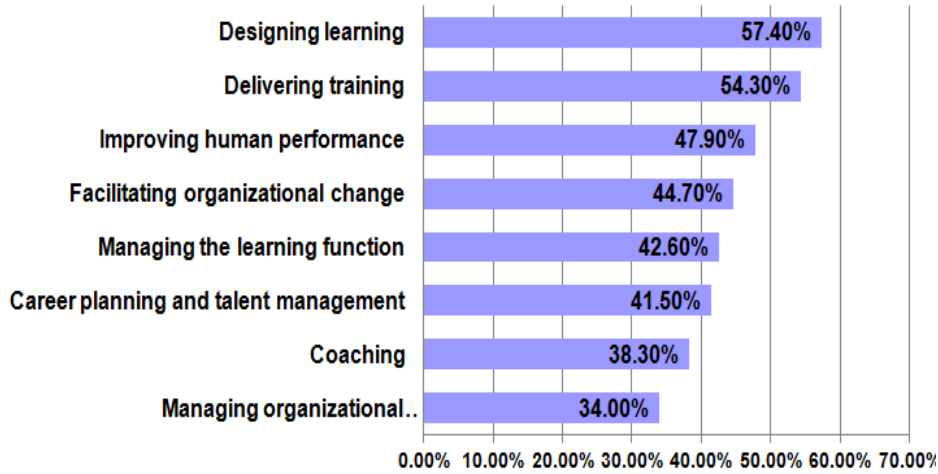 Designing learning 57.40%
Delivering training 54.30%
Improving human performance 47.90%
Facilitating organizational change 44.70%
Managing the learning function 42.60%
Career planning and talent management 41.50%
Coaching 38.30%
Managing organizational.. 34.00%
0.00% 10.00% 20.00% 30.00% 40.00% 50.00% 60.00% 70.00%